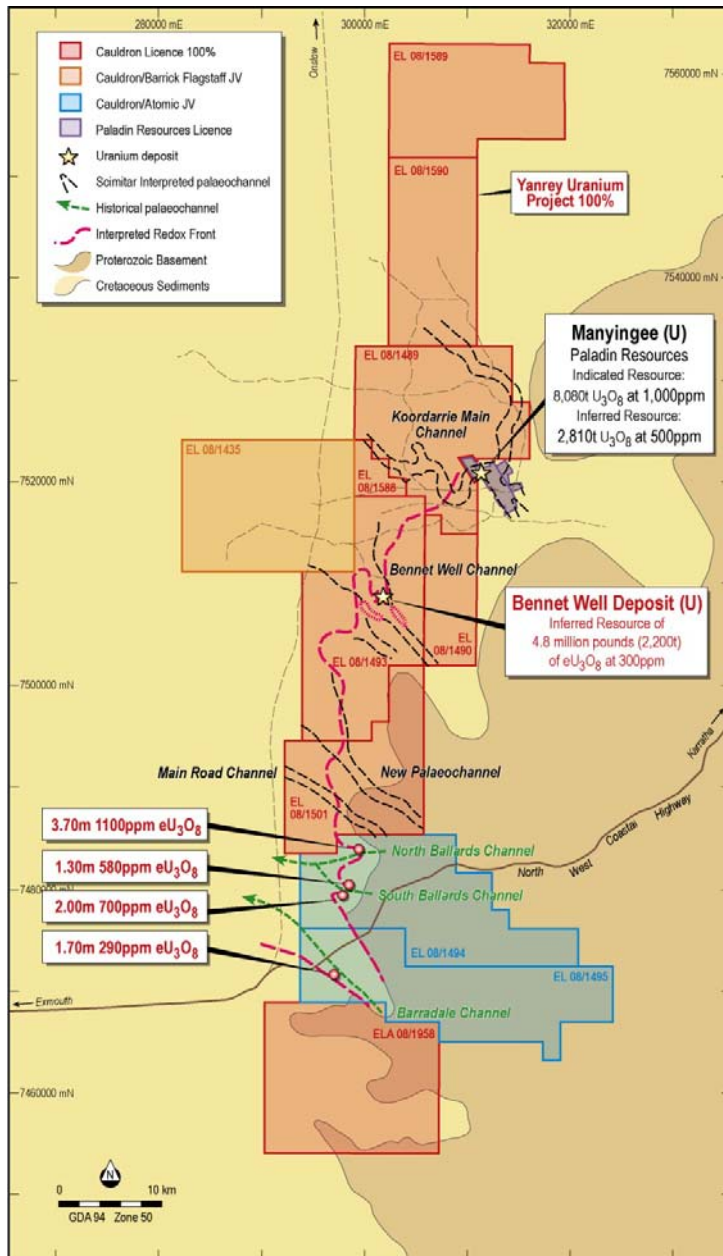 280000 mE
300000 mE
320000 mE
Cauldron Licence 100%
Cauldron/Barrick Flagstaff JV
Cauldron/Atomic JV
Paladin Resources Licence
Uranium deposit
Scimitar Interpreted palaeochannel
Historical palaeochannel
Interpreted Redox Front
Proterozoic Basement
Cretaceous Sediments
Onslow
EL 08/1589
7560000 mN
EL 08/1590
Yanrey Uranium
Project 100%
7540000 mN
7540000 mN
Manyingee (U)
Paladin Resources
Indicated Resource:
8,080t U₃O₈ at 1,000ppm
Inferred Resource:
2,810t U₃O₈ at 500ppm
EL 08/1489
Koordarrie Main
Channel
EL 08/1435
7520000 mN
EL
08/1588
Bennet Well Channel
Bennet Well Deposit (U)
Inferred Resource of
4.8 million pounds (2,200t)
of eU₃O₈ at 300ppm
EL
08/1490
EL 08/1493
7500000 mN
Karratha
Main Road Channel
New Palaeochannel
EL
08/1501
North West Coastal Highway
3.70m 1100ppm eU₃O₈
North Ballards Channel
1.30m 580ppm eU₃O₈
7480000 mN
South Ballards Channel
2.00m 700ppm eU₃O₈
1.70m 290ppm eU₃O₈
EL 08/1494
EL 08/1495
Exmouth
Barradale Channel
ELA 08/1958
7460000 mN
N
0 10 km
GDA 94 Zone 50